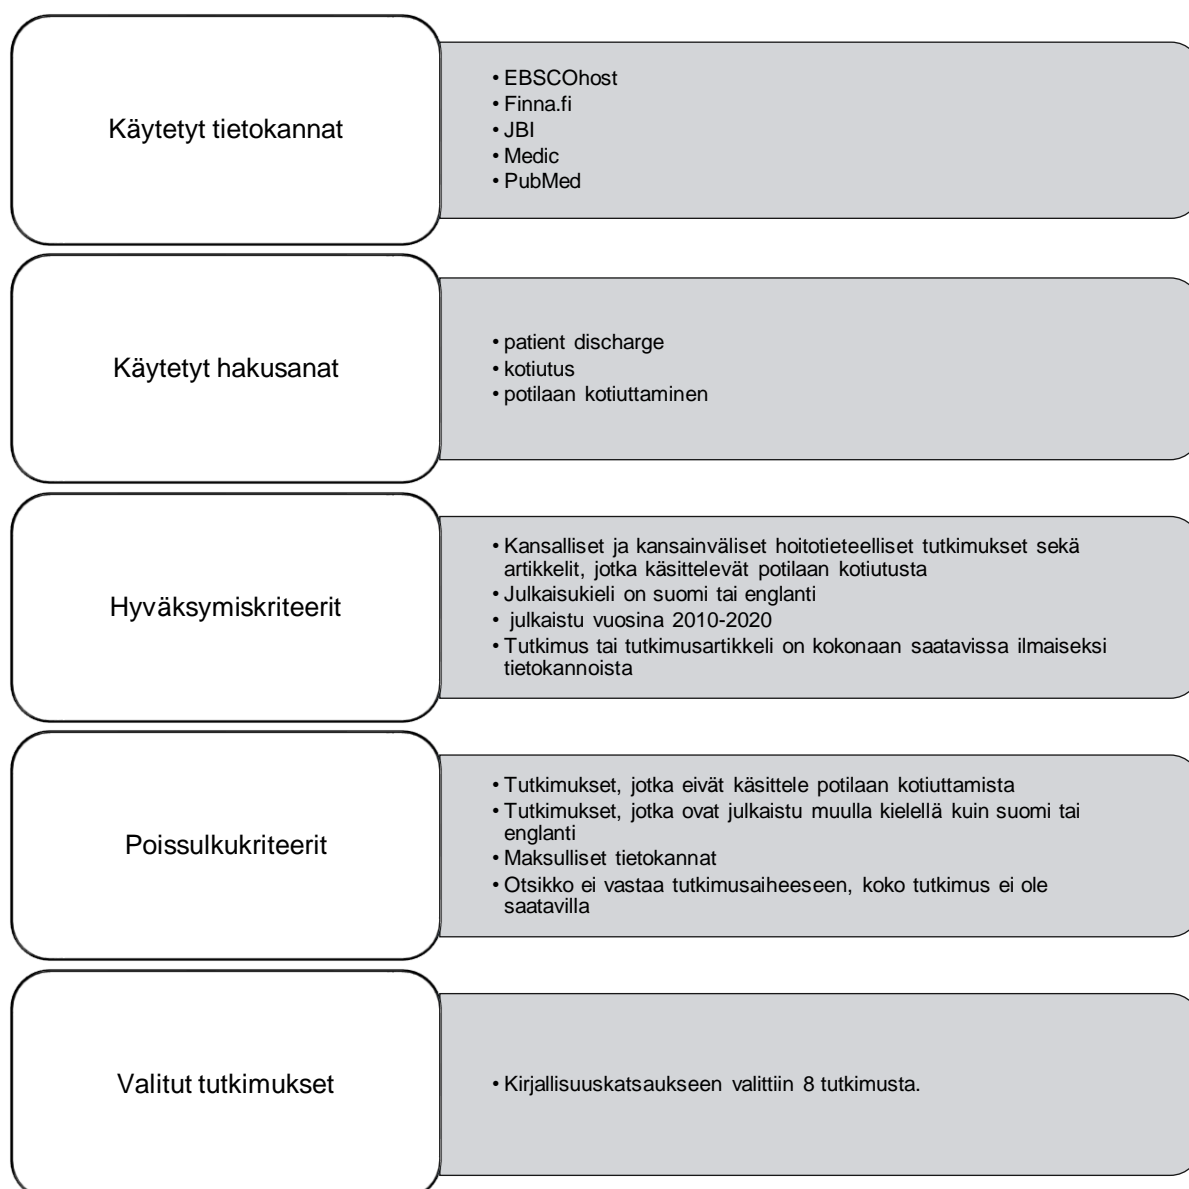 Käytetyt tietokannat
• EBSCOhost
• Finna.fi
• JBI
• Medic
• PubMed
Käytetyt hakusanat
• patient discharge
• kotiutus
• potilaan kotiuttaminen
Hyväksymiskriteerit
• Kansalliset ja kansainväliset hoitotieteelliset tutkimukset sekä
artikkelit, jotka käsittelevät potilaan kotiutusta
• Julkaisukieli on suomi tai englanti
• julkaistu vuosina 2010-2020
• Tutkimus tai tutkimusartikkeli on kokonaan saatavissa ilmaiseksi
tietokannoista
Poissulkukriteerit
• Tutkimukset, jotka eivät käsittele potilaan kotiuttamista
• Tutkimukset, jotka ovat julkaistu muulla kielellä kuin suomi tai
englanti
• Maksulliset tietokannat
• Otsikko ei vastaa tutkimusaiheeseen, koko tutkimus ei ole
saatavilla
Valitut tutkimukset
• Kirjallisuuskatsaukseen valittiin 8 tutkimusta.